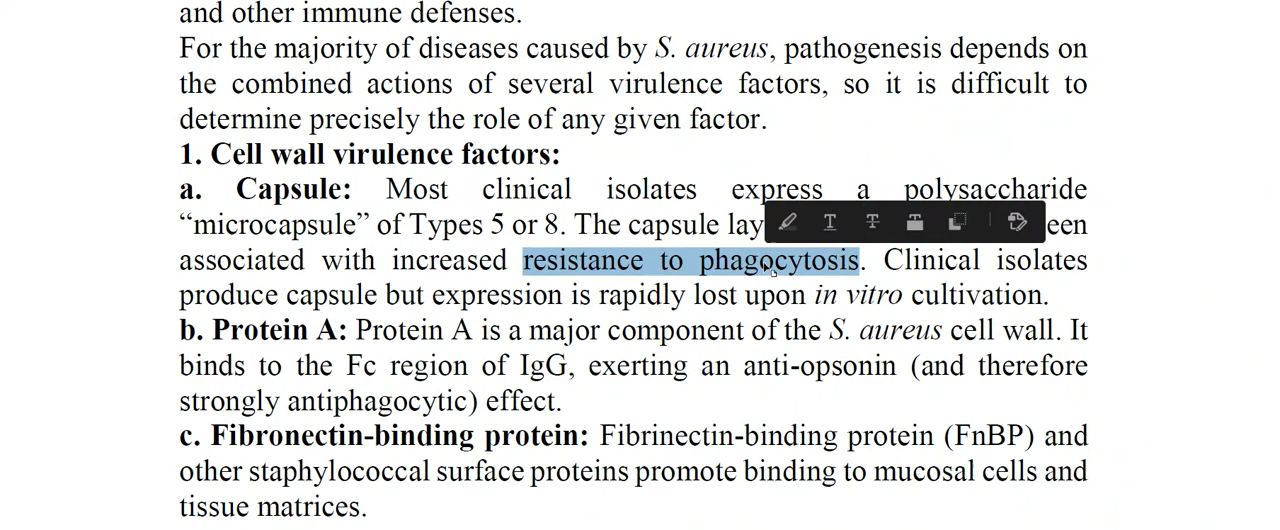 and other immune defenses.
For the majority of diseases caused by S. aureus, pathogenesis depends on
the combined actions of several virulence factors, so it is difficult to
determine precisely the role of any given factor.
1. Cell wall virulence factors:
a. Capsule: Most clinical isolates express a polysaccharide
“microcapsule” of Types 5 or 8. The capsule lay een
associated with increased resistance to phagocytosis. Clinical isolates
produce capsule but expression is rapidly lost upon in vitro cultivation.
b. Protein A: Protein A is a major component of the S. aureus cell wall. It
binds to the Fc region of IgG, exerting an anti-opsonin (and therefore
strongly antiphagocytic) effect.
c. Fibronectin-binding protein: Fibrinectin-binding protein (FnBP) and
other staphylococcal surface proteins promote binding to mucosal cells and
tissue matrices.